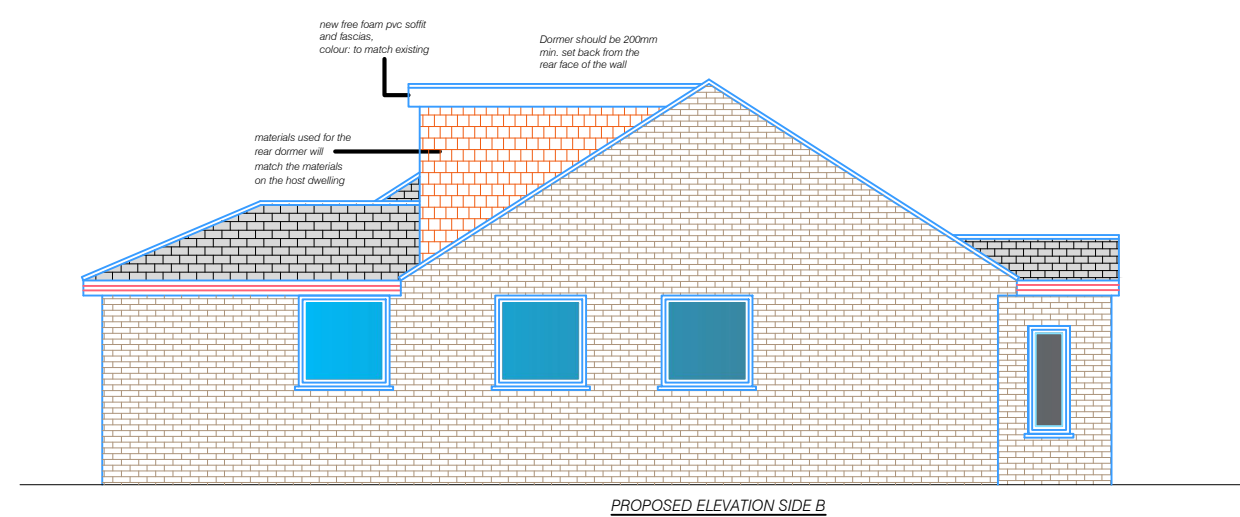 new free foam pvc soffit
and fascias,
colour: to match existing
Dormer should be 200mm
min. set back from the
rear face of the wall
materials used for the
rear dormer will
match the materials
on the host dwelling
PROPOSED ELEVATION SIDE B